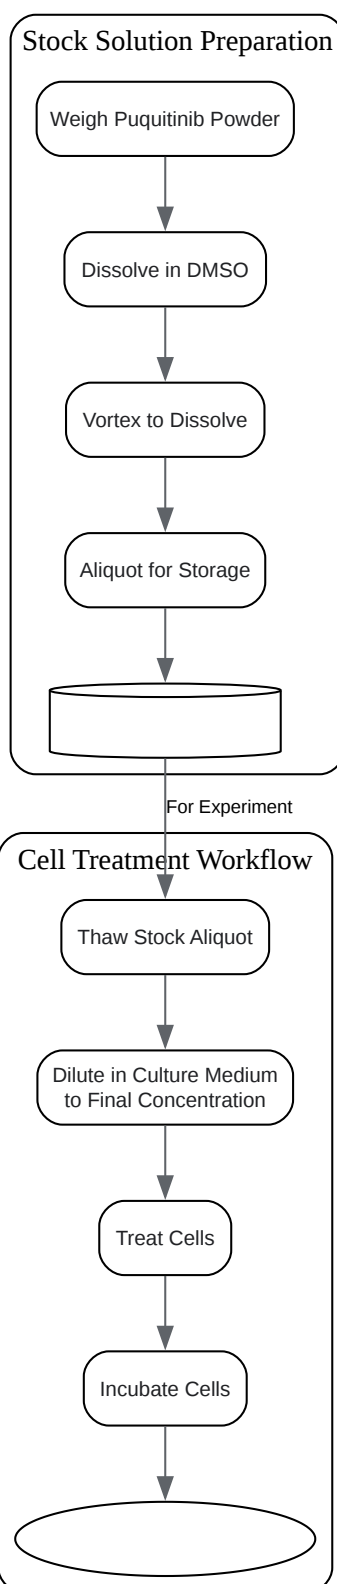 Stock Solution Preparation
Weigh Puquitinib Powder
Dissolve in DMSO
Vortex to Dissolve
Aliquot for Storage
For Experiment
Cell Treatment Workflow
Thaw Stock Aliquot
Dilute in Culture Medium
to Final Concentration
Treat Cells
Incubate Cells